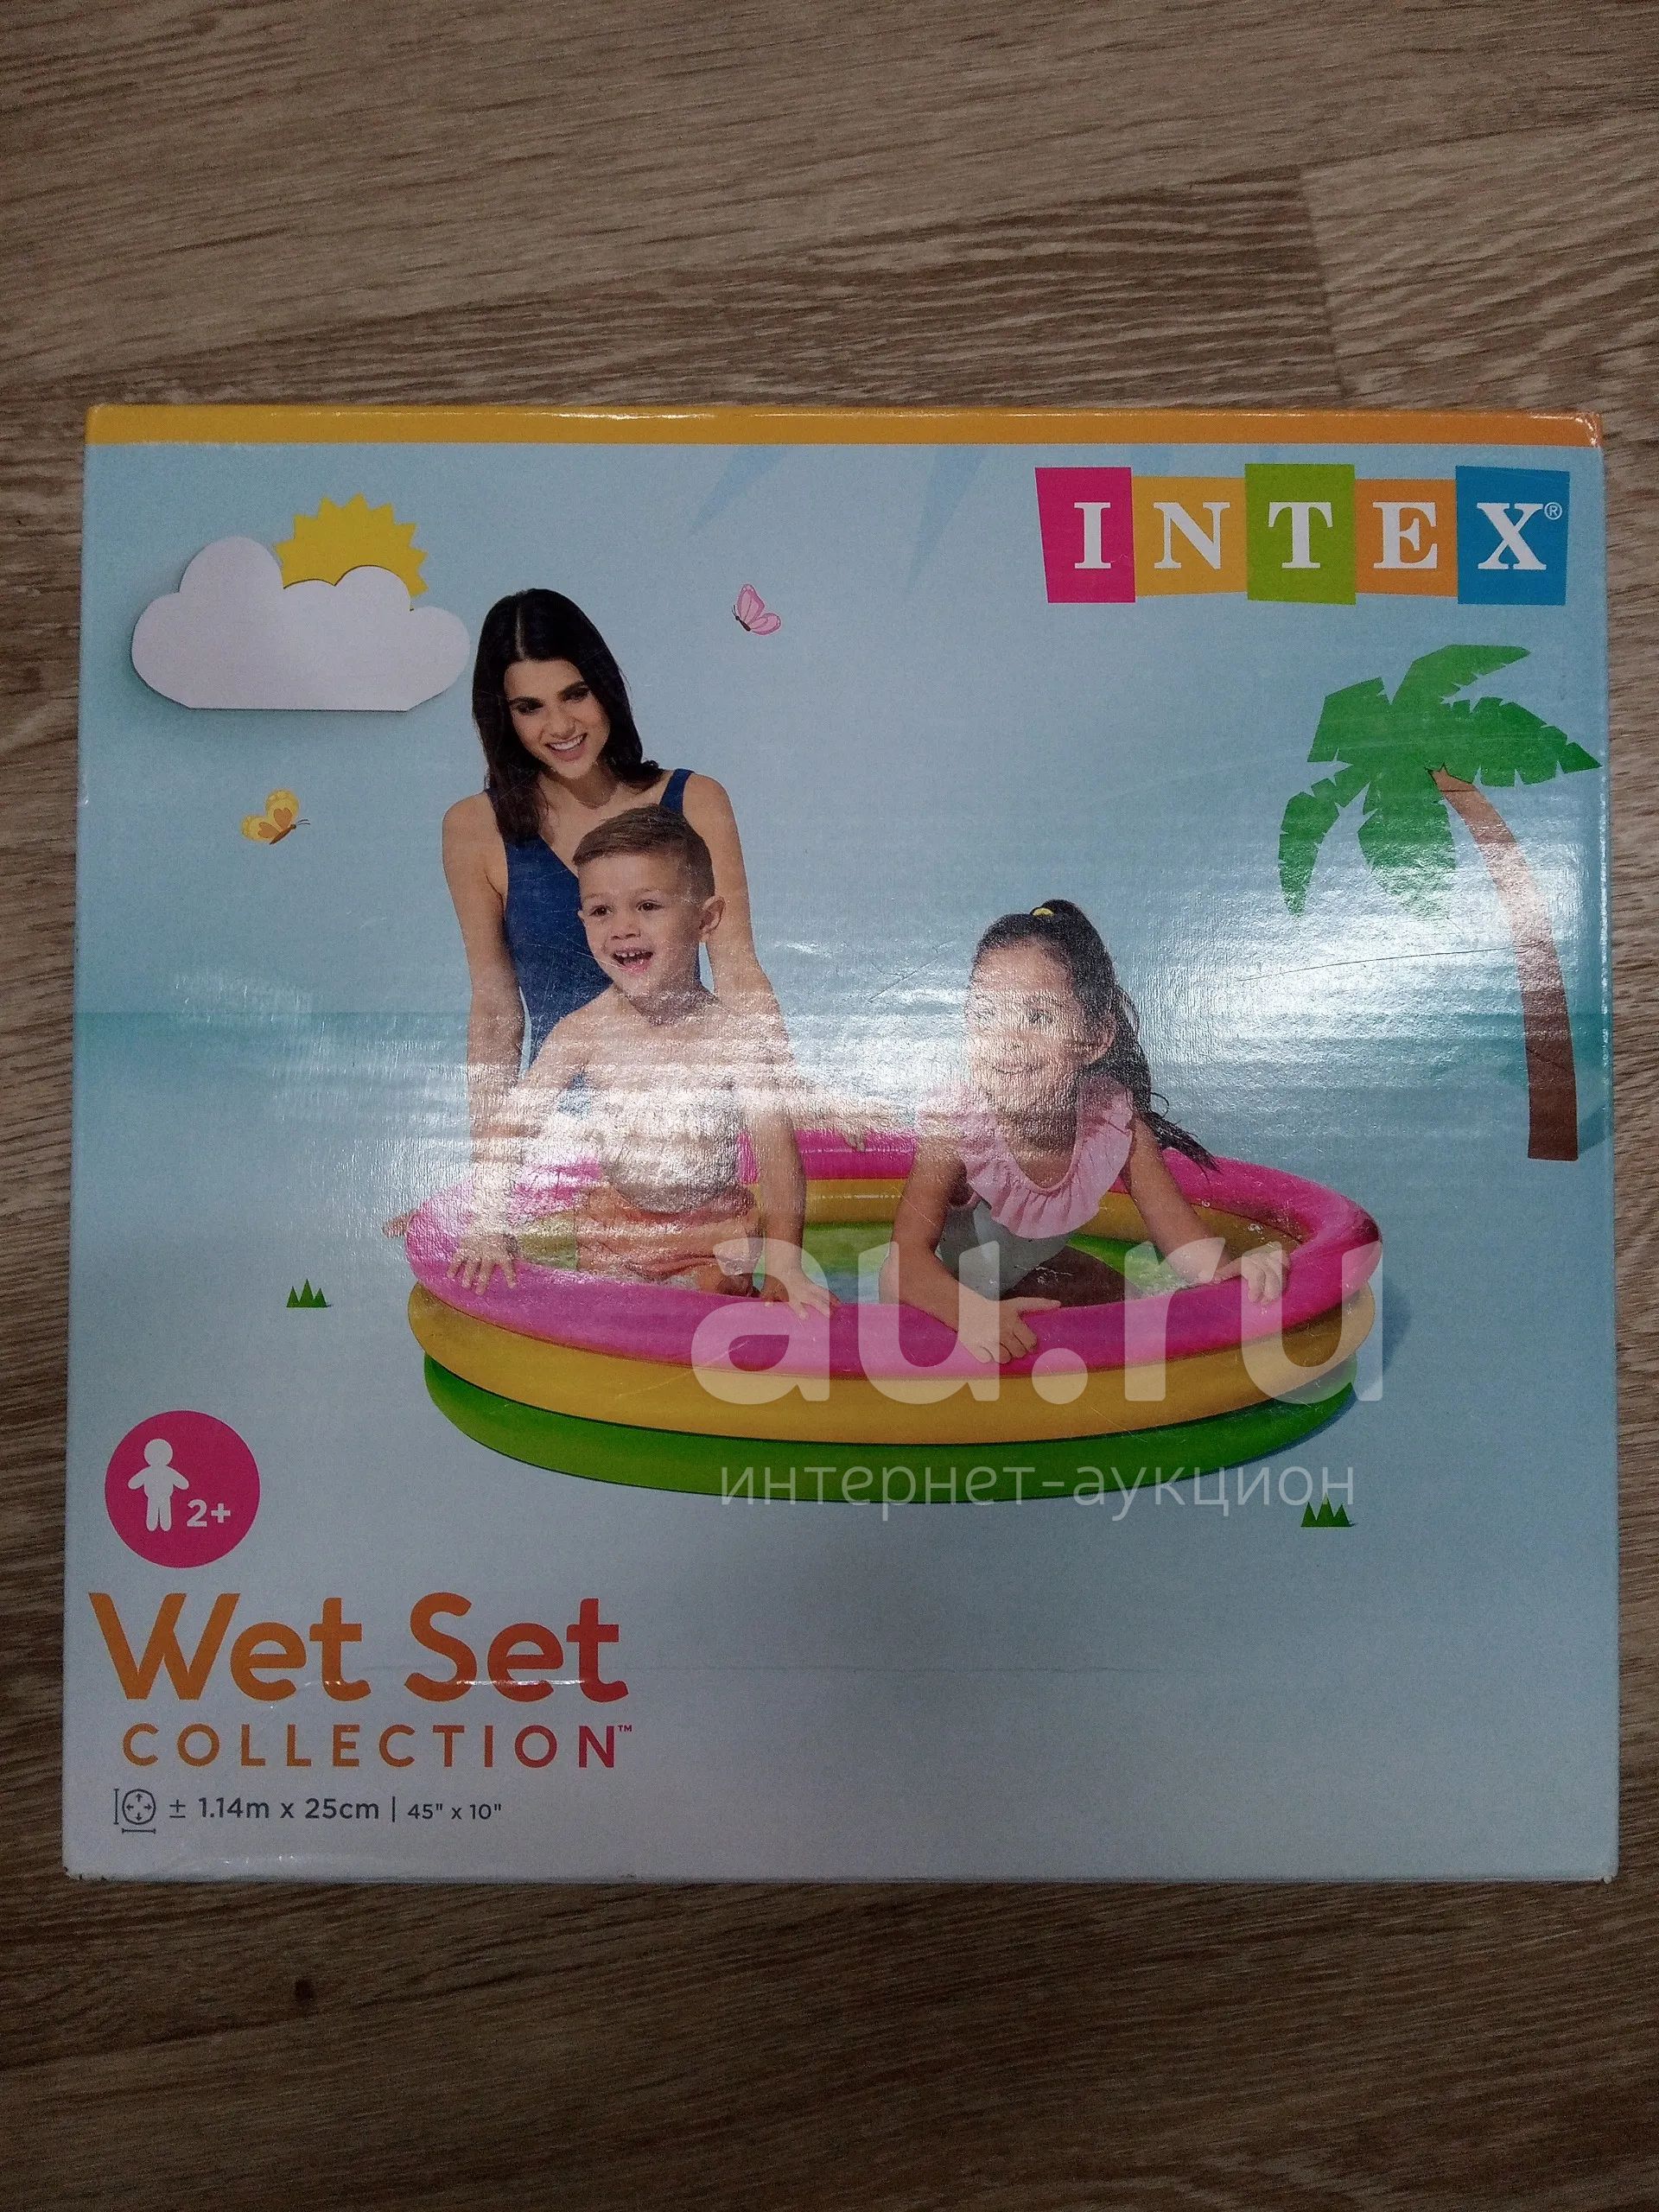 INTEX®
au.ru
интернет-аукцион
2+
Wet Set
COLLECTION™
± 1.14m x 25cm | 45" x 10"